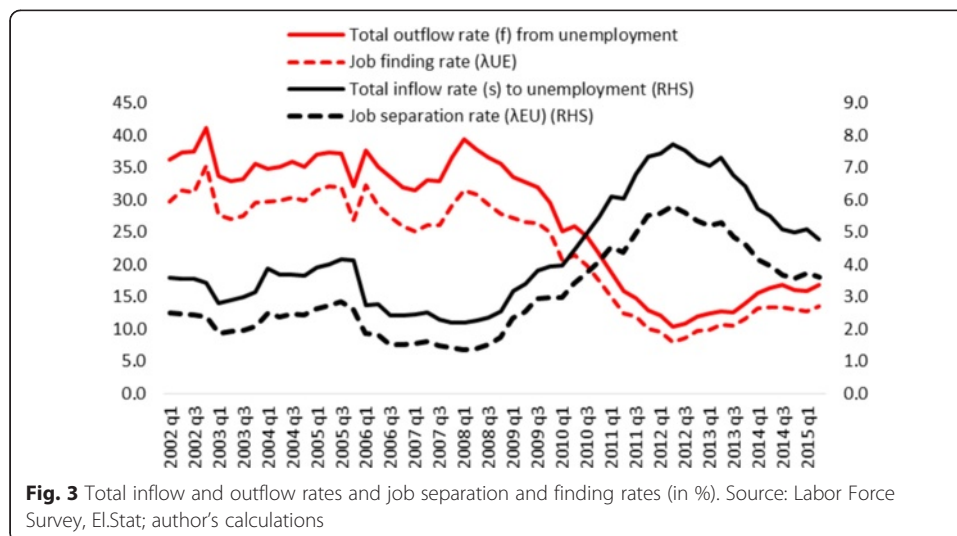 Total outflow rate (f) from unemployment
Job finding rate (λUE)
Total inflow rate (s) to unemployment (RHS)
Job separation rate (λEU) (RHS)
45.0
40.0
35.0
30.0
25.0
20.0
15.0
10.0
5.0
0.0
9.0
8.0
7.0
6.0
5.0
4.0
3.0
2.0
1.0
0.0
2002 q1
2002 q3
2003 q1
2003 q3
2004 q1
2004 q3
2005 q1
2005 q3
2006 q1
2006 q3
2007 q1
2007 q3
2008 q1
2008 q3
2009 q1
2009 q3
2010 q1
2010 q3
2011 q1
2011 q3
2012 q1
2012 q3
2013 q1
2013 q3
2014 q1
2014 q3
2015 q1
Fig. 3 Total inflow and outflow rates and job separation and finding rates (in %). Source: Labor Force
Survey, El.Stat; author's calculations